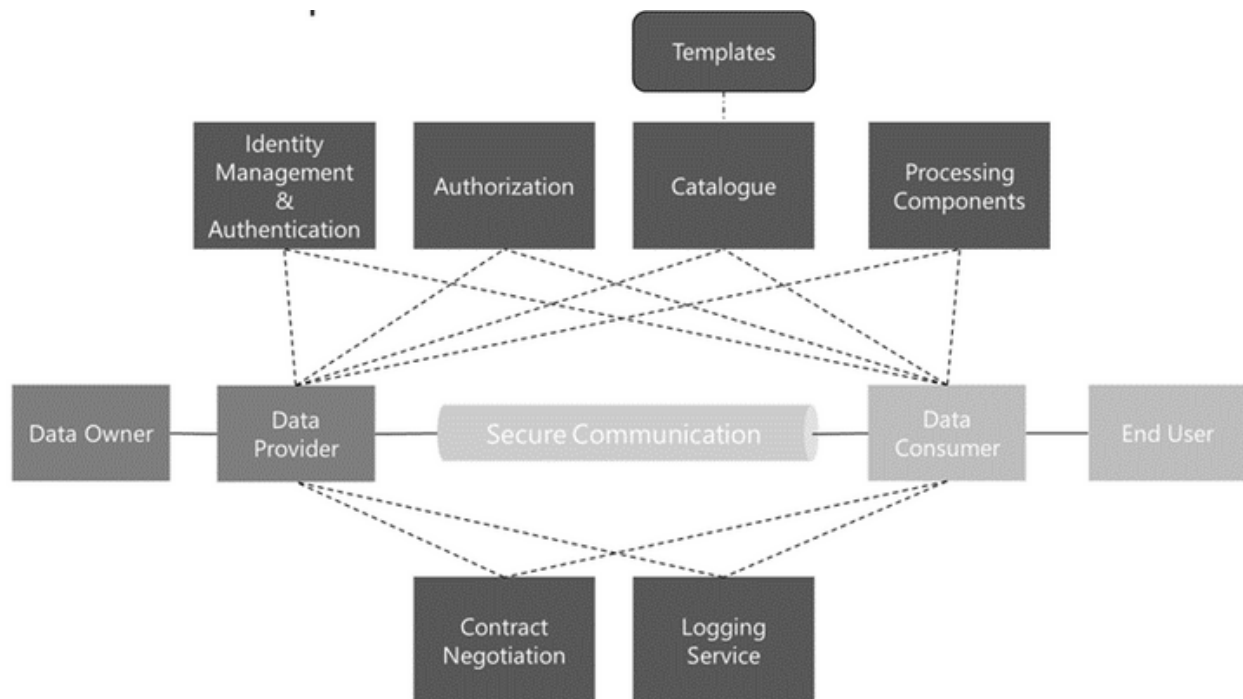 Templates
Identity
Management
&
Authentication
Authorization
Catalogue
Processing
Components
Data Owner
Data
Provider
Secure Communication
Data
Consumer
End User
Contract
Negotiation
Logging
Service